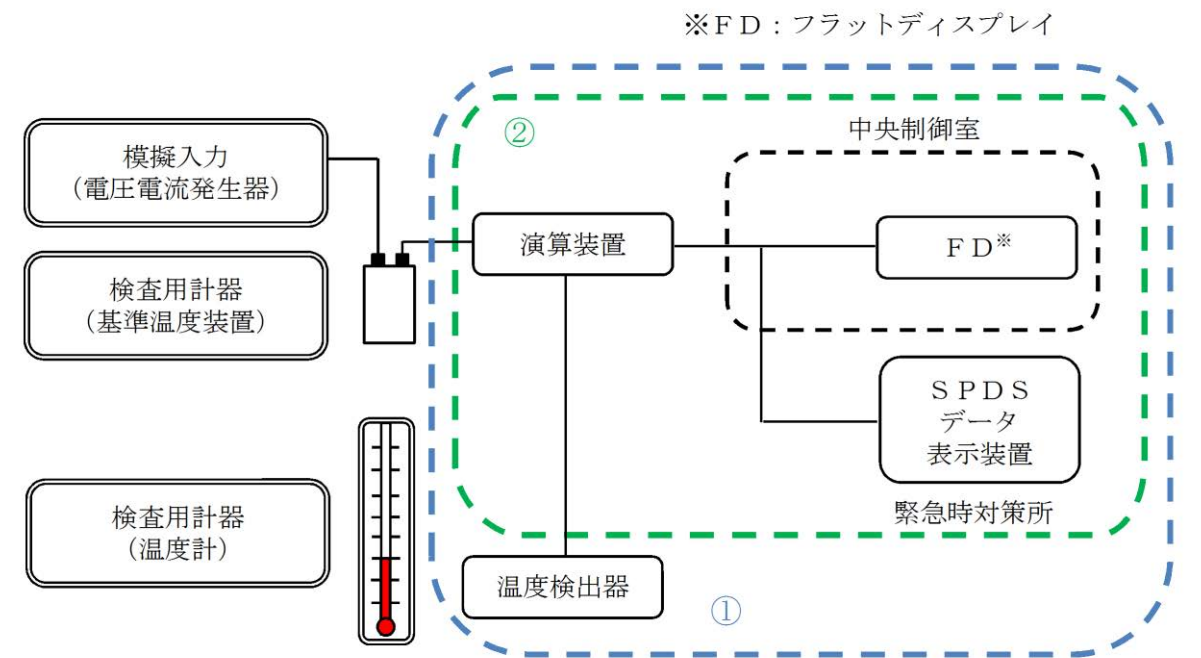 ※ＦＤ：フラットディスプレイ
②
中央制御室
模擬入力
（電圧電流発生器）
演算装置
ＦＤ※
検査用計器
（基準温度装置）
ＳＰＤＳ
データ
表示装置
緊急時対策所
検査用計器
（温度計）
温度検出器
①